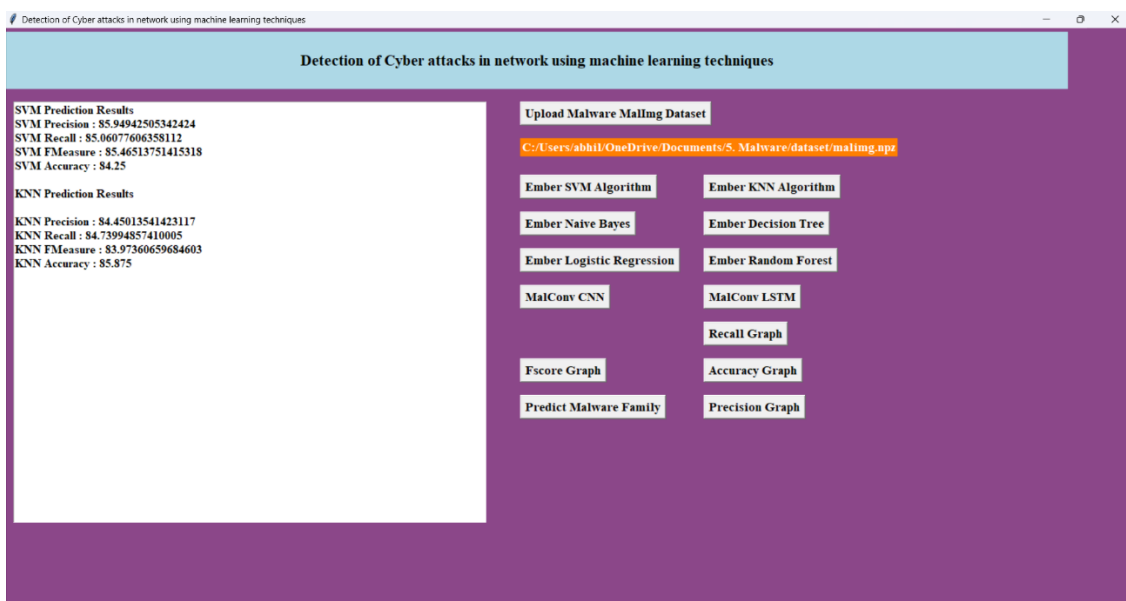 Detection of Cyber attacks in network using machine learning techniques
Detection of Cyber attacks in network using machine learning techniques
SVM Prediction Results
SVM Precision : 85.94942505342424
SVM Recall : 85.06077606358112
SVM FMeasure : 85.46513751415318
SVM Accuracy : 84.25
KNN Prediction Results
KNN Precision : 84.45013541423117
KNN Recall : 84.73994857410005
KNN FMeasure : 83.97360659684603
KNN Accuracy : 85.875
Upload Malware MalImg Dataset
C:/Users/abhil/OneDrive/Documents/5. Malware/dataset/malimg.npz
Ember SVM Algorithm
Ember KNN Algorithm
Ember Naive Bayes
Ember Decision Tree
Ember Logistic Regression
Ember Random Forest
MalConv CNN
MalConv LSTM
Recall Graph
Fscore Graph
Accuracy Graph
Predict Malware Family
Precision Graph